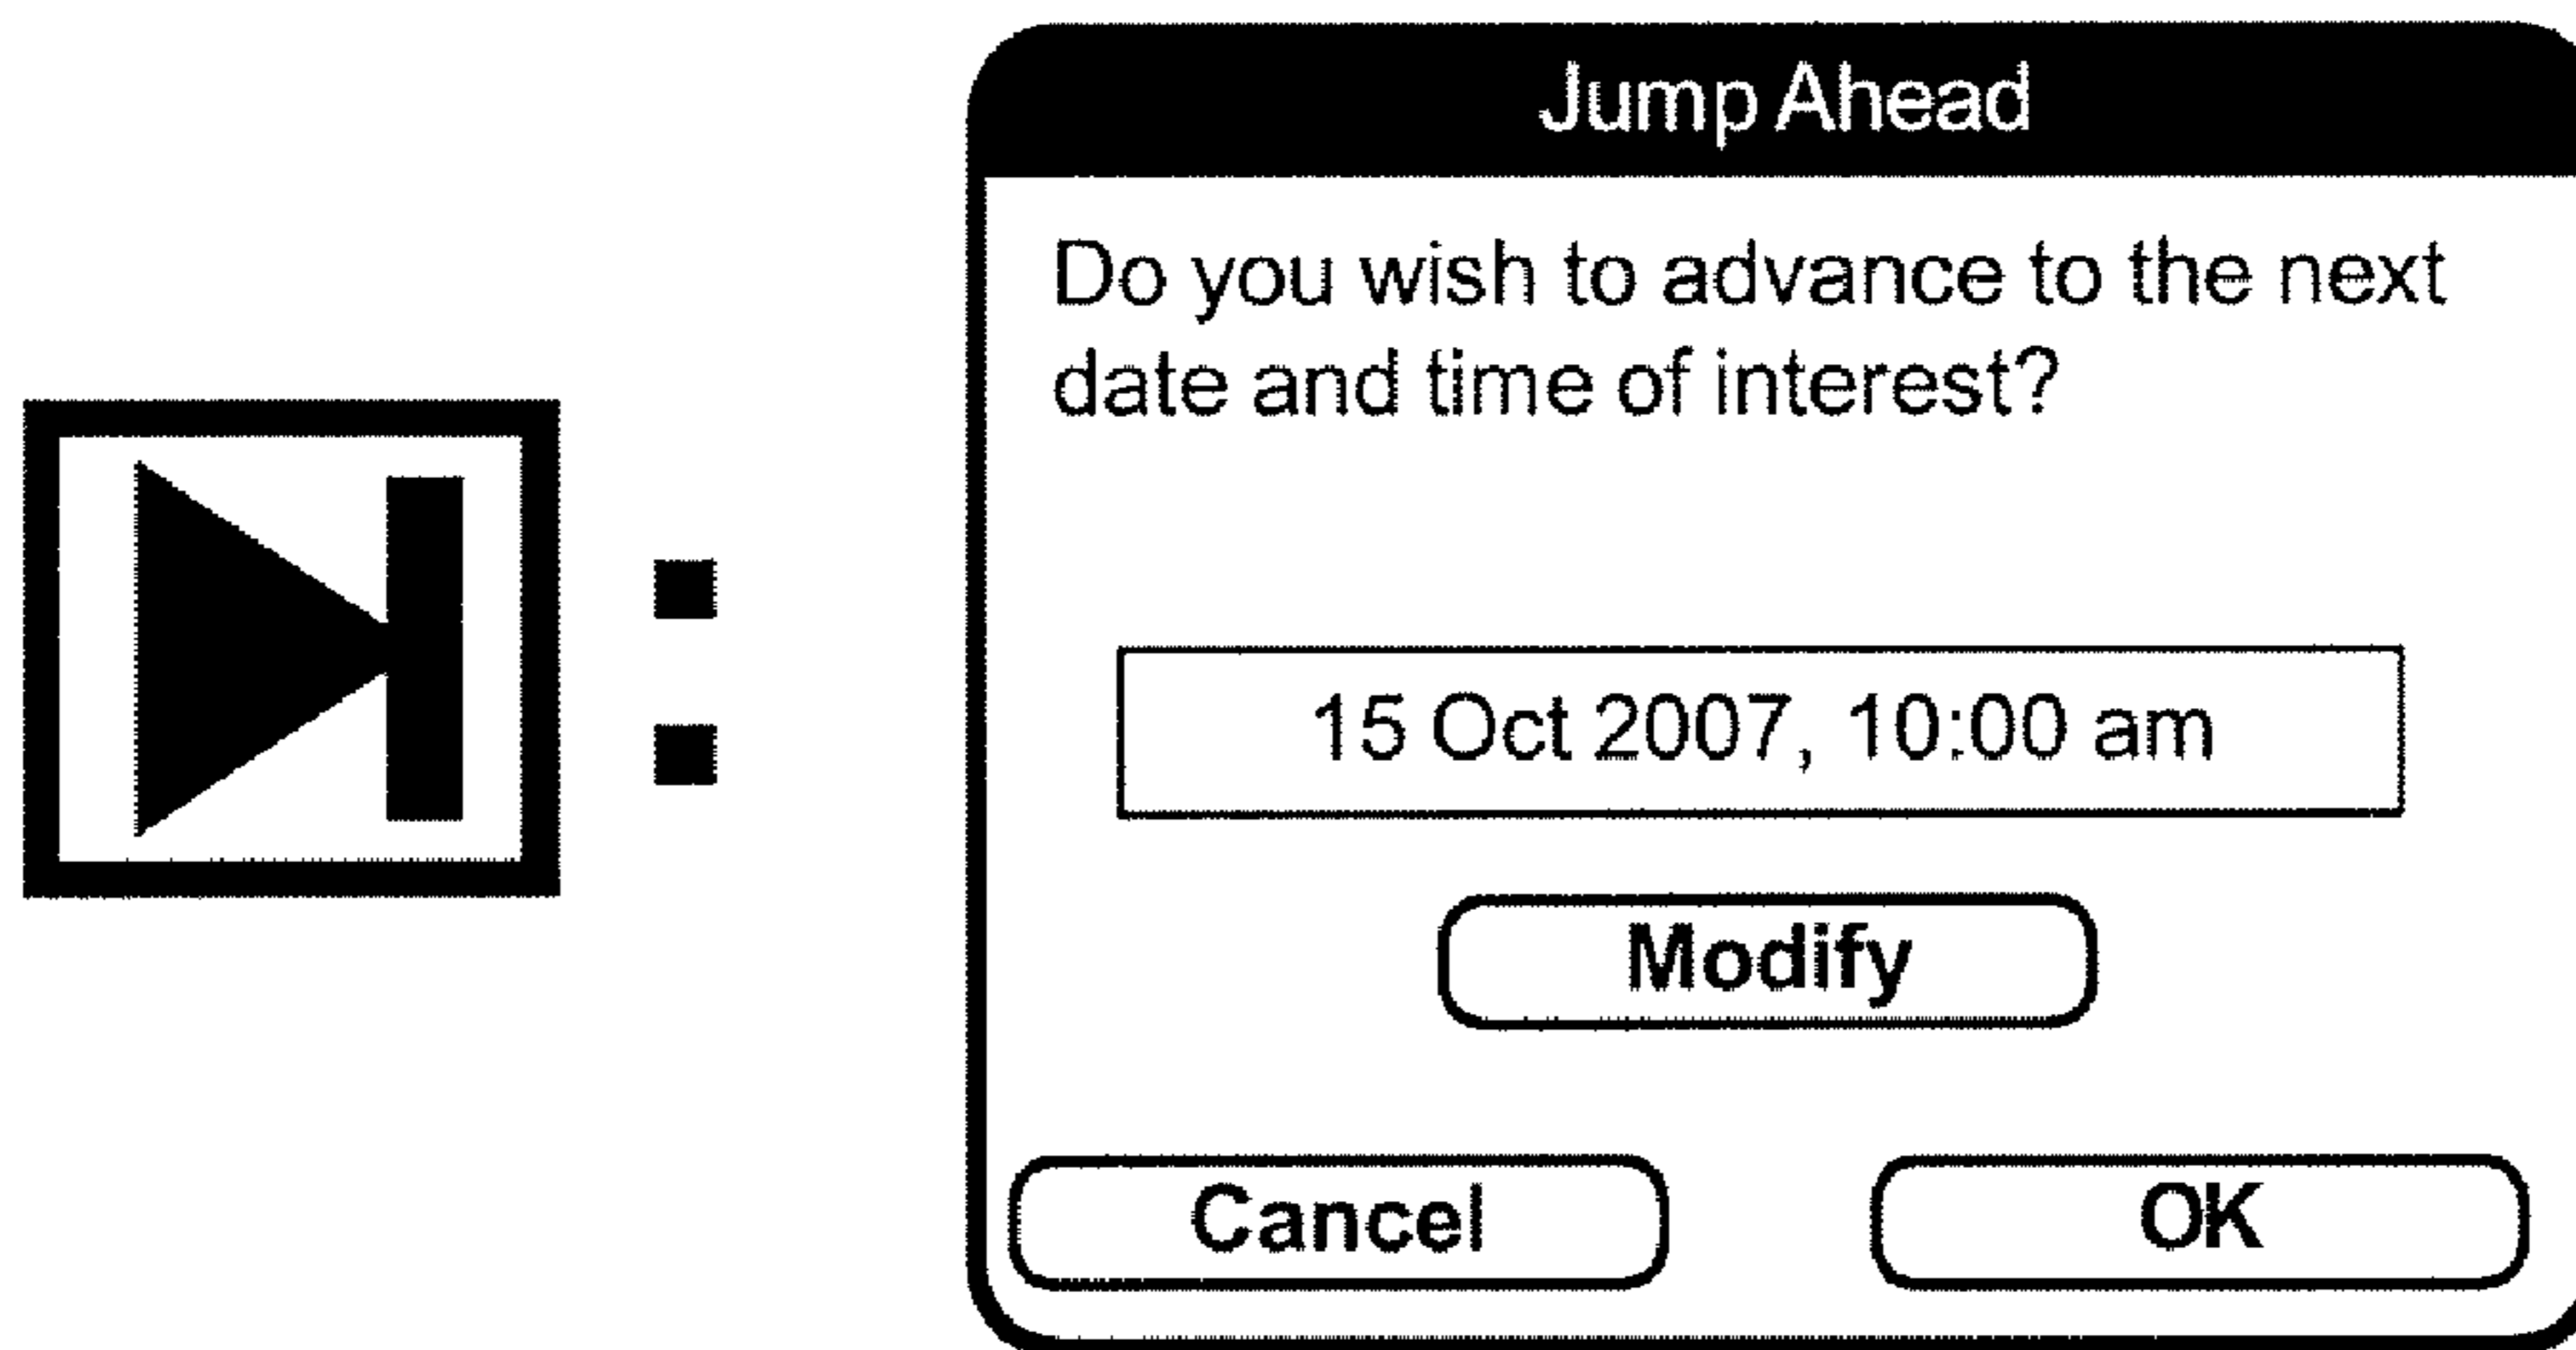 Jump Ahead
Do you wish to advance to the next
date and time of interest?
:
15 Oct 2007, 10:00 am
Modify
Cancel
OK